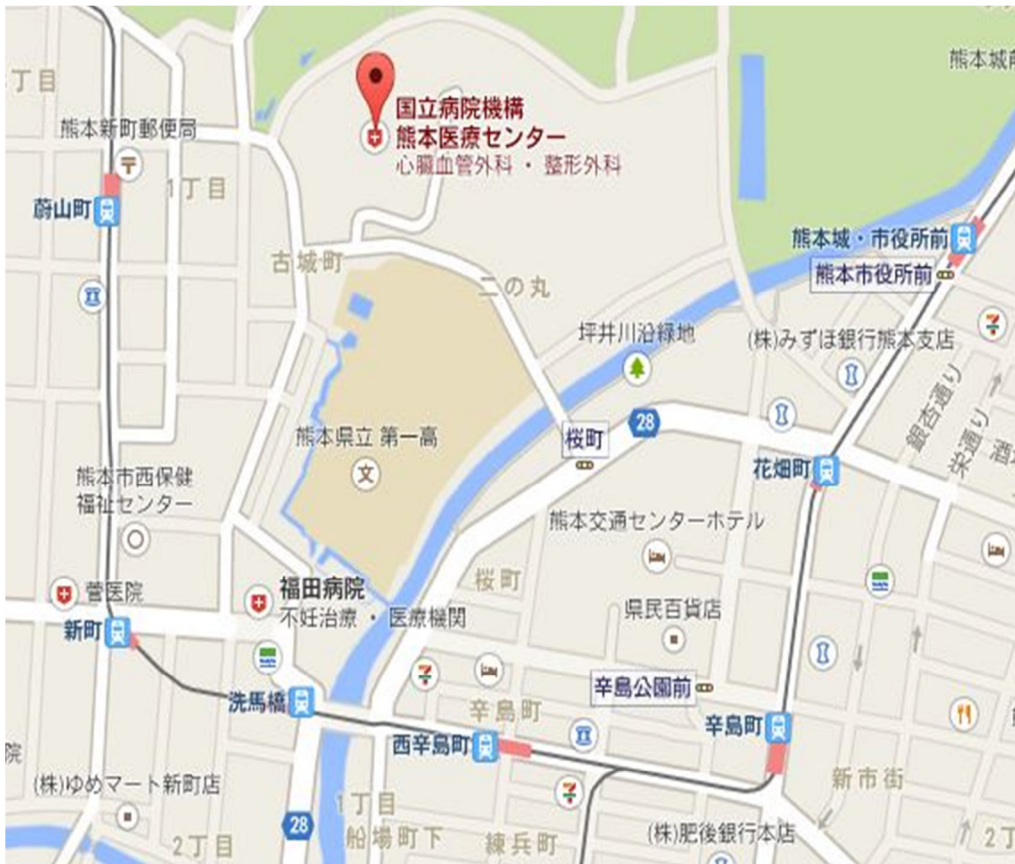 熊本城前
丁目
国立病院機構
熊本医療センター
心臓血管外科・整形外科
熊本新町郵便局
1丁目
蔚山町
古城町
二の丸
熊本城・市役所前
熊本市役所前
坪井川沿緑地
(株)みずほ銀行熊本支店
28
桜町
銀杏通り
栄通り
酒
熊本県立 第一高
文
花畑町
熊本市西保健
福祉センター
熊本交通センターホテル
桜町
菅医院
福田病院
不妊治療・医療機関
県民百貨店
新町
辛島公園前
洗馬橋
辛島町
西辛島町
辛島町
院
(株)ゆめマート新町店
新市街
1丁目
28
船場町下
練兵町
(株)肥後銀行本店
2丁目
2丁